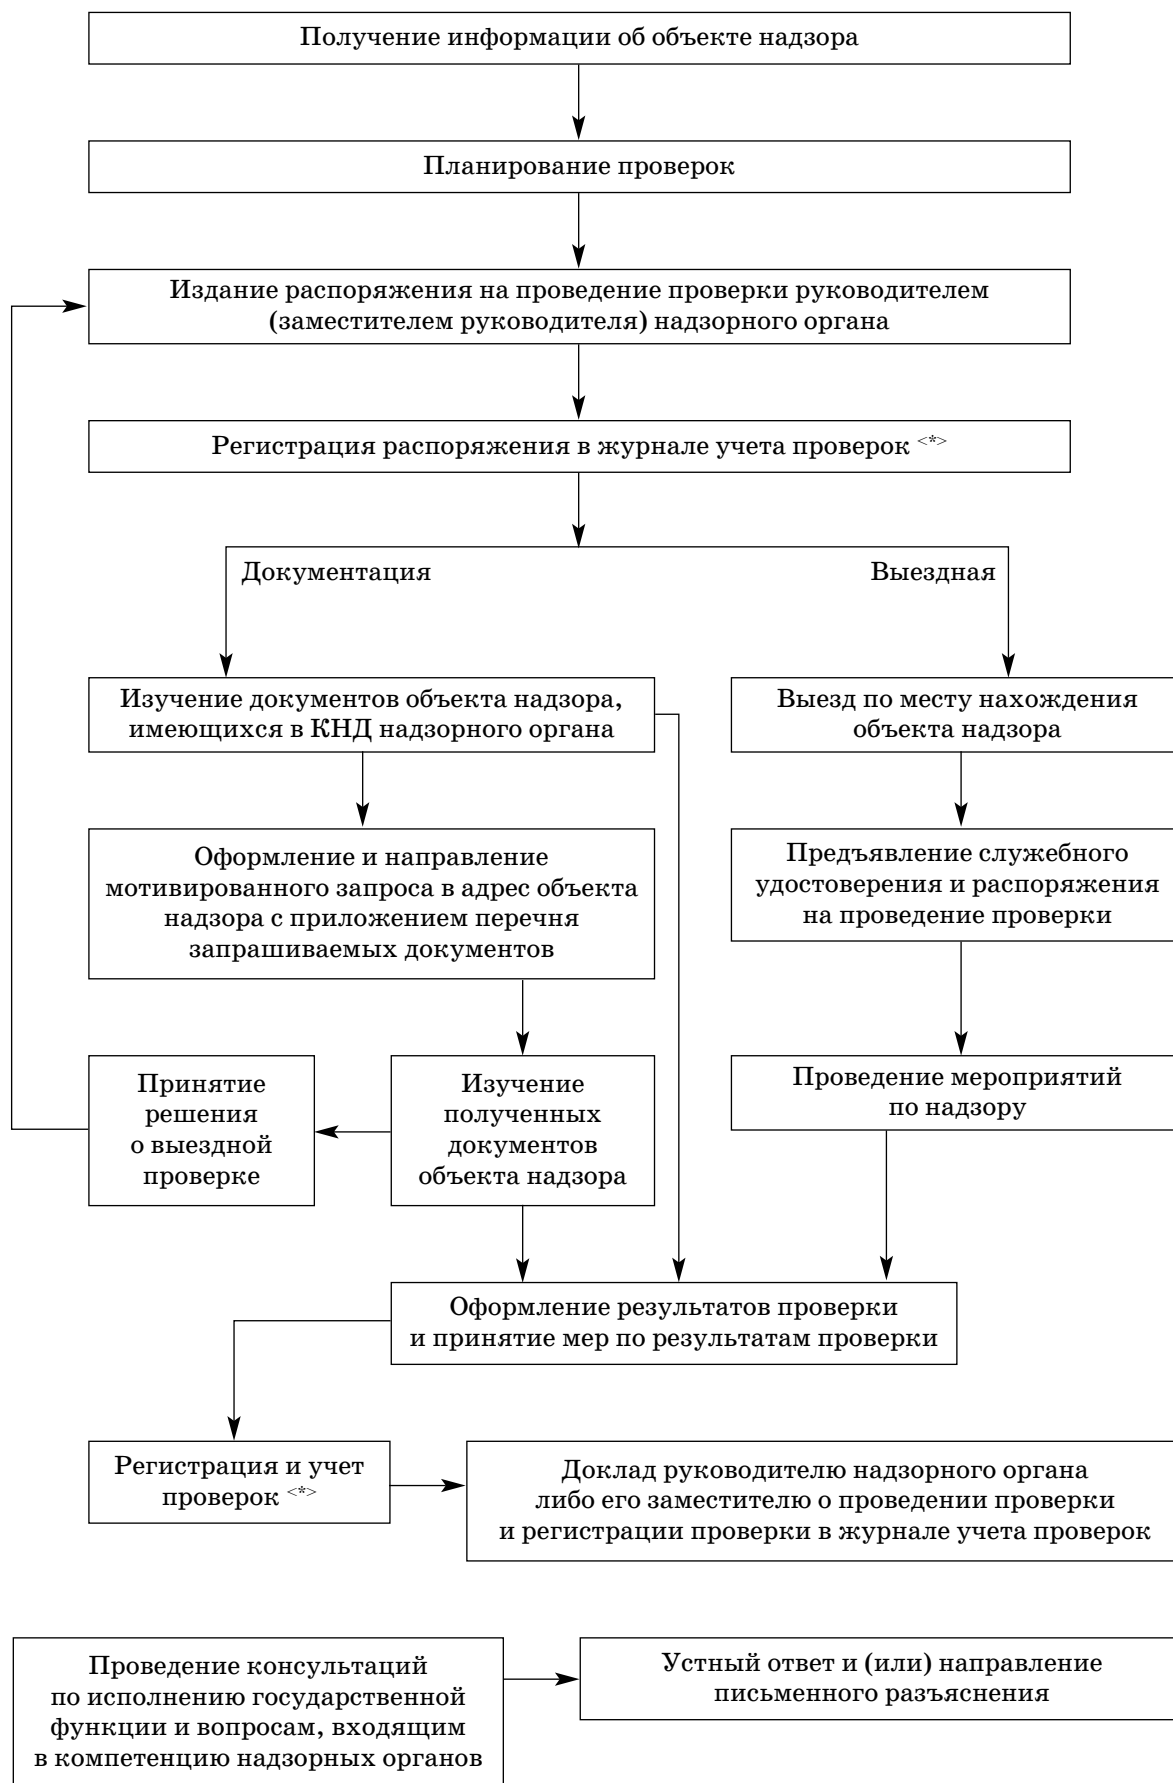 Получение информации об объекте надзора
Планирование проверок
Издание распоряжения на проведение проверки руководителем
(заместителем руководителя) надзорного органа
Регистрация распоряжения в журнале учета проверок <*>
Документация
Выездная
Изучение документов объекта надзора,
имеющихся в КНД надзорного органа
Выезд по месту нахождения
объекта надзора
Оформление и направление
мотивированного запроса в адрес объекта
надзора с приложением перечня
запрашиваемых документов
Предъявление служебного
удостоверения и распоряжения
на проведение проверки
Принятие
решения
о выездной
проверке
Изучение
полученных
документов
объекта надзора
Проведение мероприятий
по надзору
Оформление результатов проверки
и принятие мер по результатам проверки
Регистрация и учет
проверок <*>
Доклад руководителю надзорного органа
либо его заместителю о проведении проверки
и регистрации проверки в журнале учета проверок
Проведение консультаций
по исполнению государственной
функции и вопросам, входящим
в компетенцию надзорных органов
Устный ответ и (или) направление
письменного разъяснения